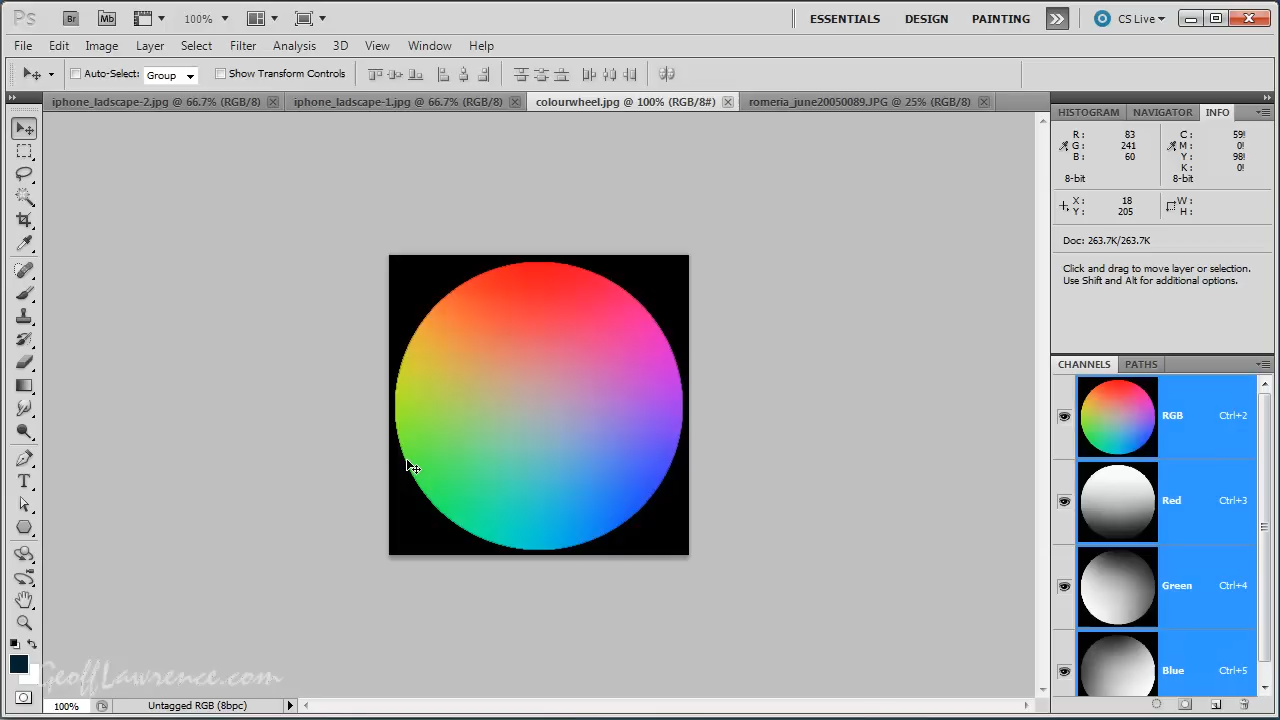 Ps Br Mb 100% ESSENTIALS DESIGN PAINTING CS Live
File Edit Image Layer Select Filter Analysis 3D View Window Help
Auto-Select: Group Show Transform Controls
iphone_ladscape-2.jpg @ 66.7% (RGB/8) iphone_ladscape-1.jpg @ 66.7% (RGB/8) colourwheel.jpg @ 100% (RGB/8#) romeria_june20050089.JPG @ 25% (RGB/8)
HISTOGRAM NAVIGATOR INFO
R: 83 C: 59!
G: 241 M: 0!
B: 60 Y: 98!
K: 0!
8-bit 8-bit
X: 18 W:
Y: 205 H:
Doc: 263.7K/263.7K
Click and drag to move layer or selection.
Use Shift and Alt for additional options.
CHANNELS PATHS
RGB Ctrl+2
Red Ctrl+3
Green Ctrl+4
Blue Ctrl+5
GeoffLawrence.com
100% Untagged RGB (8bpc)